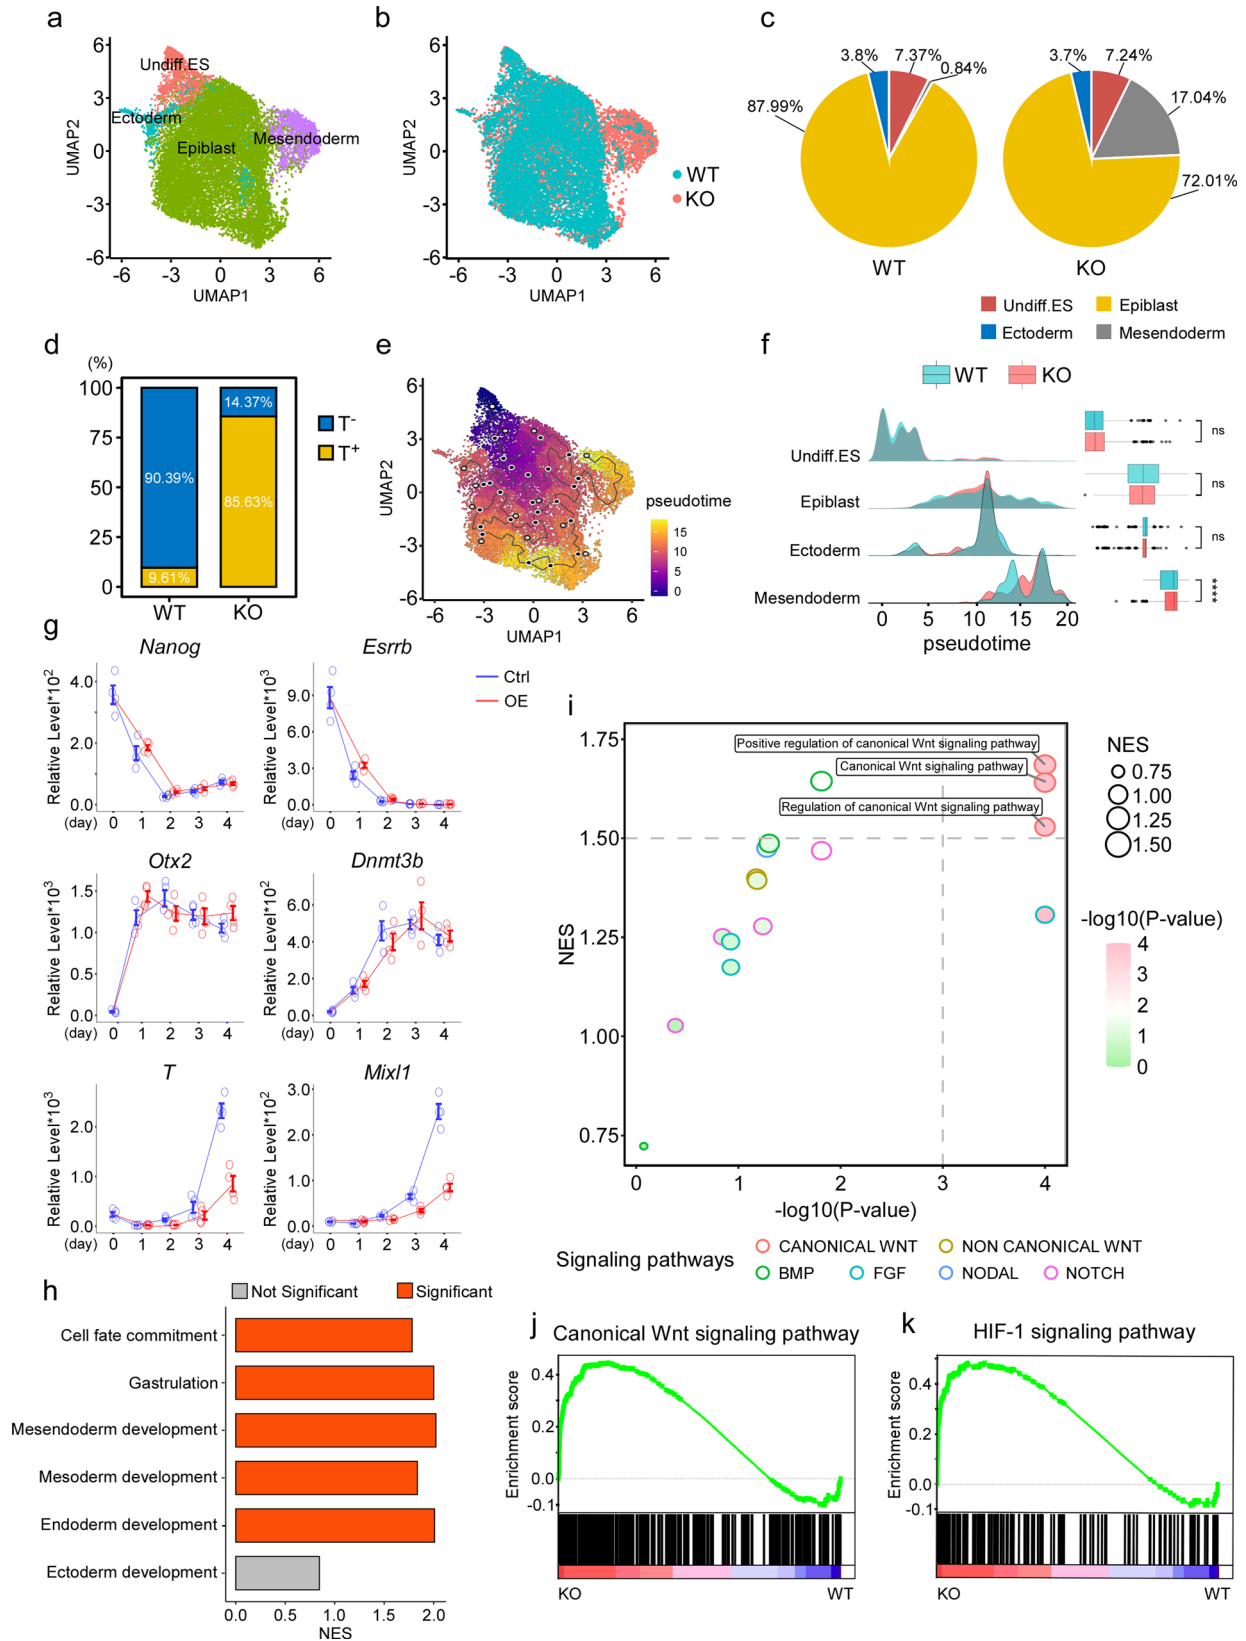 a
6
3
0
-3
-6
UMAP2
Undiff.ES
Ectoderm
Epiblast
Mesendoderm
-6 -3 0 3 6
UMAP1
b
6
3
0
-3
-6
UMAP2
WT
KO
-6 -3 0 3 6
UMAP1
c
3.8% 7.37%
0.84%
87.99%
WT
3.7% 7.24%
17.04%
72.01%
KO
Undiff.ES Epiblast
Ectoderm Mesendoderm
d
(%)
100
75
50
25
0
90.39%
9.61%
14.37%
85.63%
WT KO
T-
T+
e
6
3
0
-3
-6
UMAP2
-6 -3 0 3 6
UMAP1
pseudotime
15
10
5
0
f
WT KO
Undiff.ES
Epiblast
Ectoderm
Mesendoderm
0 5 10 15 20
pseudotime
ns
ns
ns
****
g
Nanog
Relative Level*10²
4.0
2.0
0.0
(day) 0 1 2 3 4
Esrrb
Relative Level*10³
9.0
6.0
3.0
0.0
(day) 0 1 2 3 4
Ctrl
OE
Otx2
Relative Level*10³
1.5
1.0
0.5
0.0
(day) 0 1 2 3 4
Dnmt3b
Relative Level*10²
6.0
4.0
2.0
0.0
(day) 0 1 2 3 4
T
Relative Level*10³
2.0
1.0
0.0
(day) 0 1 2 3 4
Mixl1
Relative Level*10²
3.0
2.0
1.0
0.0
(day) 0 1 2 3 4
h
Not Significant Significant
Cell fate commitment
Gastrulation
Mesendoderm development
Mesoderm development
Endoderm development
Ectoderm development
0.0 0.5 1.0 1.5 2.0
NES
i
1.75
1.50
1.25
1.00
0.75
NES
Positive regulation of canonical Wnt signaling pathway
Canonical Wnt signaling pathway
Regulation of canonical Wnt signaling pathway
0 1 2 3 4
-log10(P-value)
NES
0.75
1.00
1.25
1.50
-log10(P-value)
4
3
2
1
0
Signaling pathways
CANONICAL WNT NON CANONICAL WNT
BMP FGF NODAL NOTCH
j
Canonical Wnt signaling pathway
Enrichment score
0.4
0.2
0.0
-0.1
KO WT
k
HIF-1 signaling pathway
Enrichment score
0.4
0.2
0.0
-0.1
KO WT